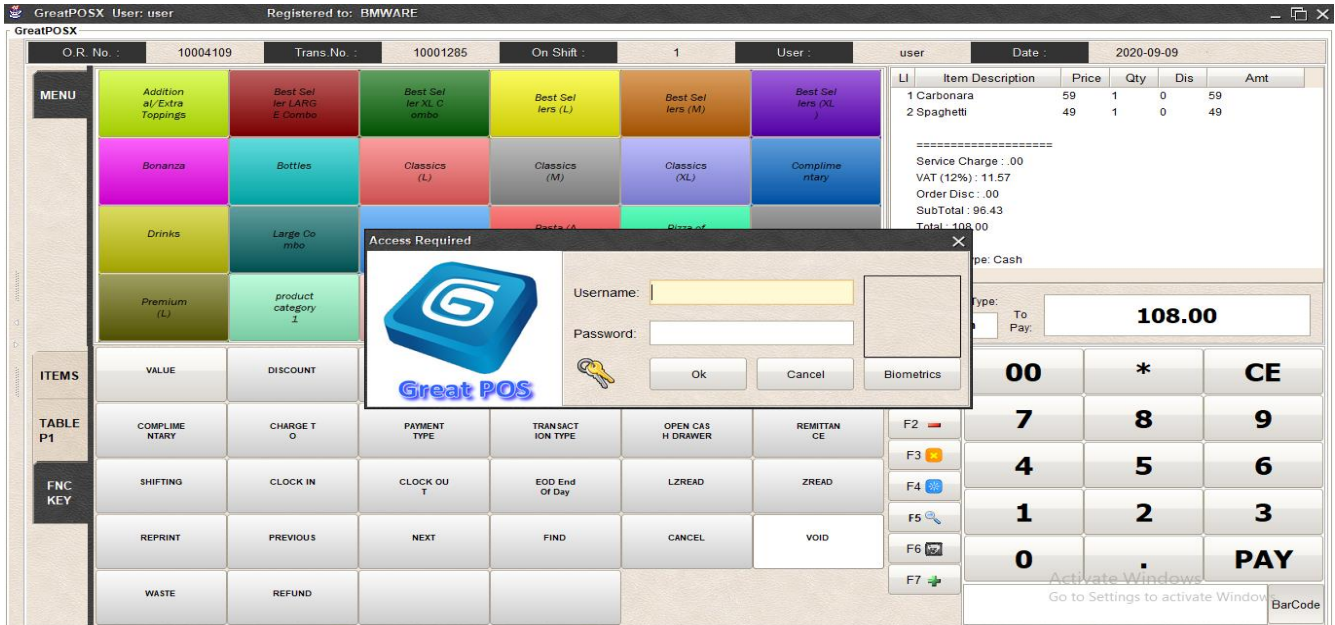 GreatPOSX User: user Registered to: BMWARE
GreatPOSX
O.R. No. : 10004109 Trans.No. : 10001285 On Shift : 1 User : user Date : 2020-09-09
MENU
Addition
al/Extra
Toppings
Best Sel
ler LARG
E Combo
Best Sel
ler XL C
ombo
Best Sel
lers (L)
Best Sel
lers (M)
Best Sel
lers (XL
)
Bonanza
Bottles
Classics
(L)
Classics
(M)
Classics
(XL)
Complime
ntary
Drinks
Large Co
mbo
Pasta (A
Pizza of
Premium
(L)
product
category
1
LI Item Description Price Qty Dis Amt
1 Carbonara 59 1 0 59
2 Spaghetti 49 1 0 49
=====================
Service Charge : .00
VAT (12%) : 11.57
Order Disc : .00
SubTotal : 96.43
Total : 108.00
pe: Cash
Type:
To
Pay:
108.00
Access Required
Great POS
Username:
Password:
Ok
Cancel
Biometrics
ITEMS
TABLE
P1
FNC
KEY
VALUE
DISCOUNT
COMPLIME
NTARY
CHARGE T
O
PAYMENT
TYPE
TRANSACT
ION TYPE
OPEN CAS
H DRAWER
REMITTAN
CE
SHIFTING
CLOCK IN
CLOCK OU
T
EOD End
Of Day
LZREAD
ZREAD
REPRINT
PREVIOUS
NEXT
FIND
CANCEL
VOID
WASTE
REFUND
F2
F3
F4
F5
F6
F7
00 * CE
7 8 9
4 5 6
1 2 3
0 . PAY
Activate Windows
Go to Settings to activate Windows.
BarCode